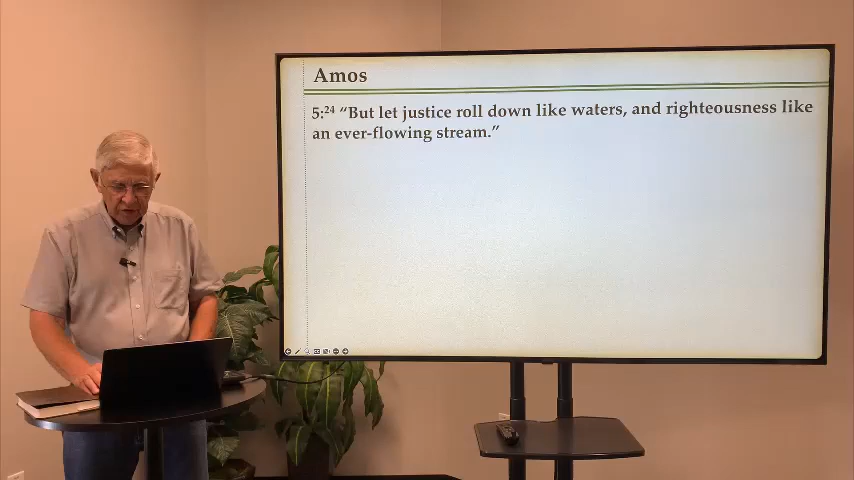 Amos
5:24 “But let justice roll down like waters, and righteousness like
an ever-flowing stream.”